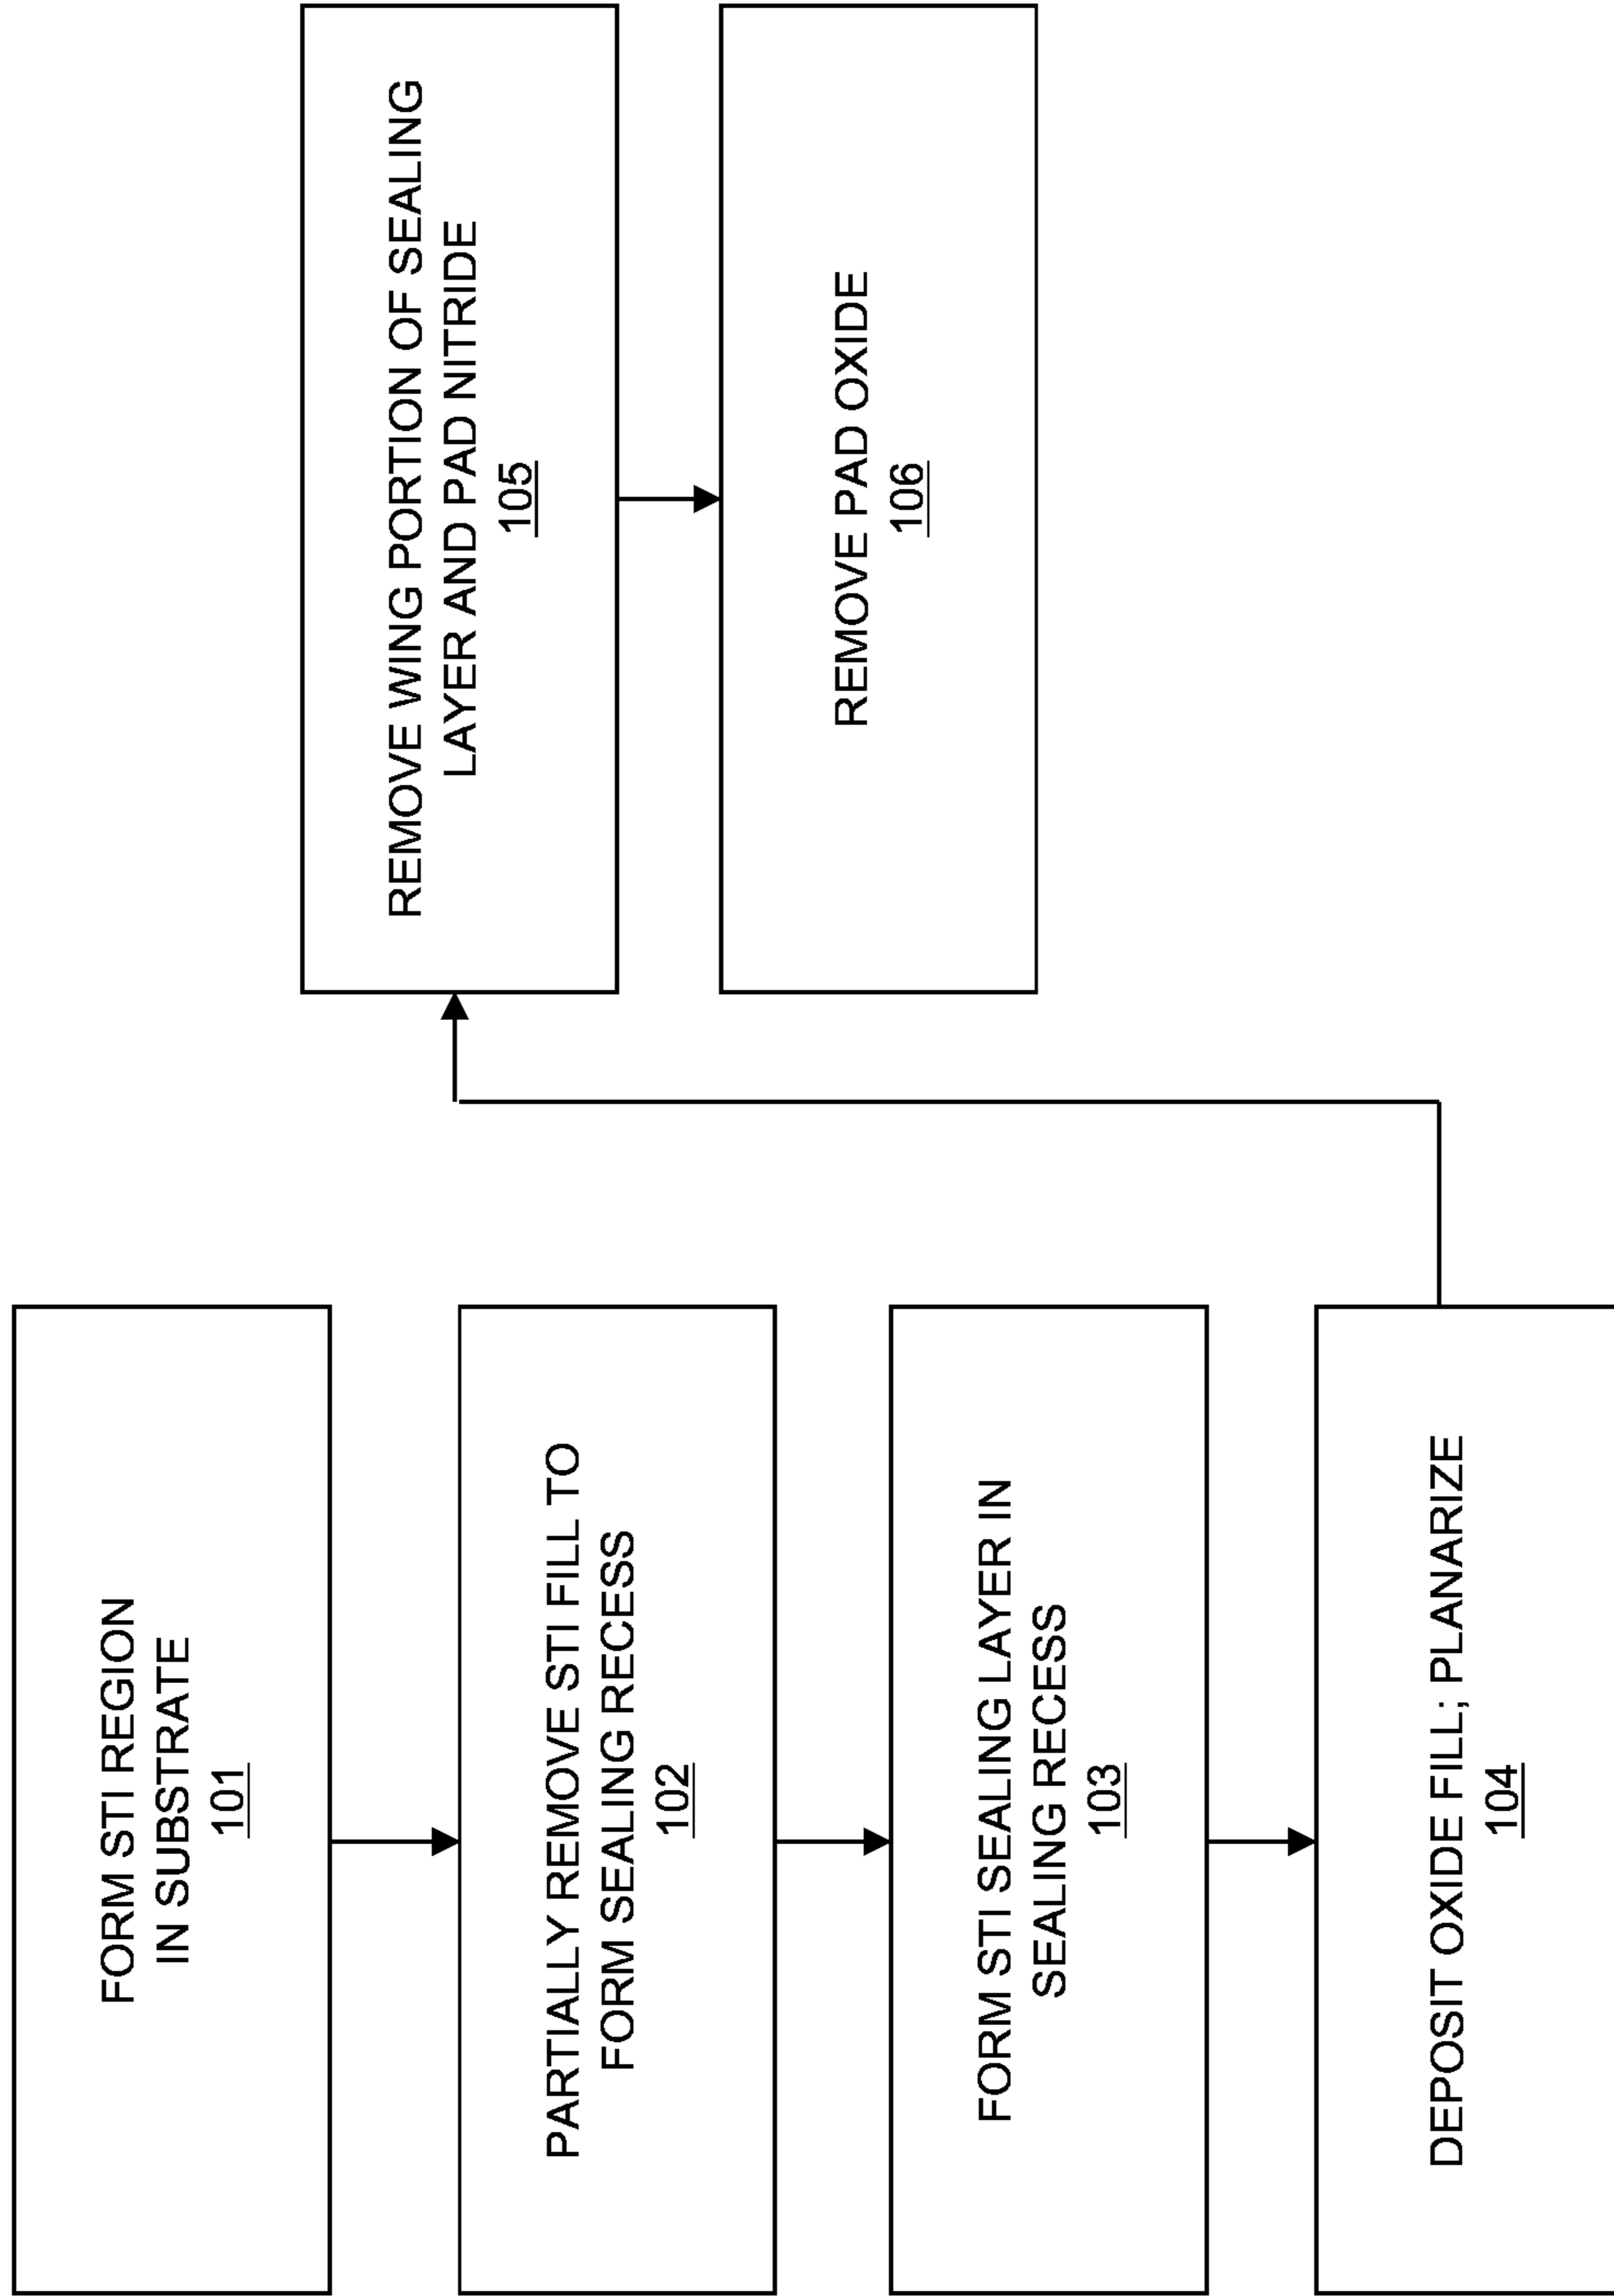 FORM STI REGION
IN SUBSTRATE
101
PARTIALLY REMOVE STI FILL TO
FORM SEALING RECESS
102
FORM STI SEALING LAYER IN
SEALING RECESS
103
DEPOSIT OXIDE FILL; PLANARIZE
104
REMOVE WING PORTION OF SEALING
LAYER AND PAD NITRIDE
105
REMOVE PAD OXIDE
106